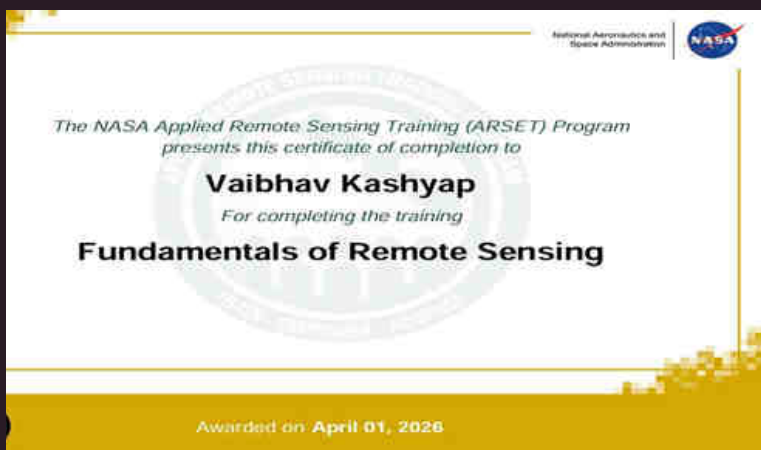 National Aeronautics and
Space Administration
NASA
The NASA Applied Remote Sensing Training (ARSET) Program
presents this certificate of completion to
Vaibhav Kashyap
For completing the training
Fundamentals of Remote Sensing
Awarded on April 01, 2026